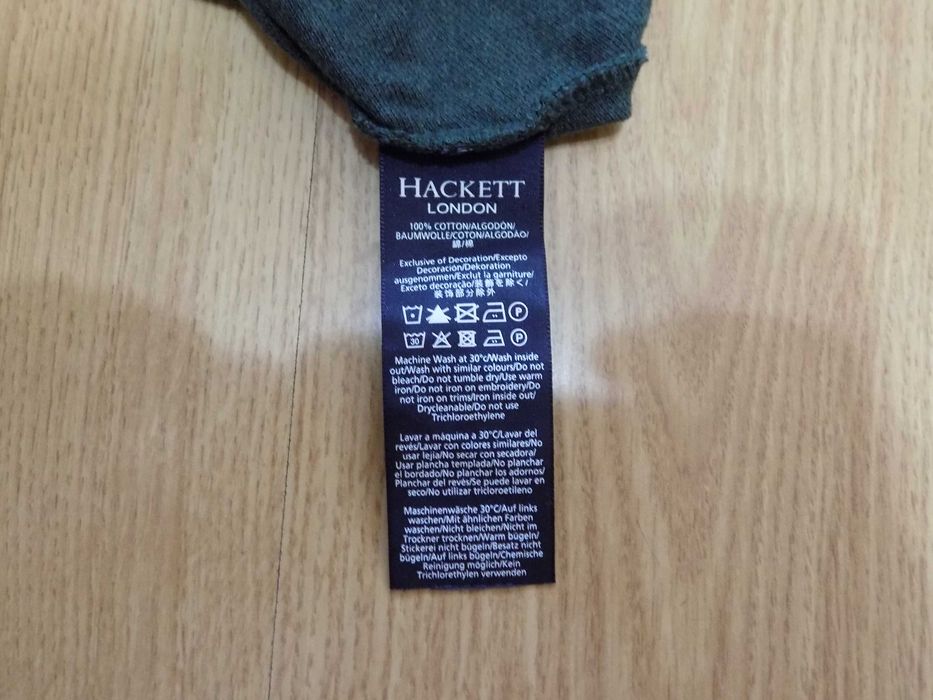 HACKETT
LONDON
100% COTTON/ALGODÓN/
BAUMWOLLE/COTON/ALGODÃO/
綿/棉
Exclusive of Decoration/Excepto
Decoración/Dekoration
ausgenommen/Exclut la garniture/
Exceto decoração/装飾を除く/
装饰部分除外
P
30 P
Machine Wash at 30°c/Wash inside
out/Wash with similar colours/Do not
bleach/Do not tumble dry/Use warm
iron/Do not iron on embroidery/Do
not iron on trims/Iron inside out/
Drycleanable/Do not use
Trichloroethylene
Lavar a máquina a 30°C/Lavar del
revés/Lavar con colores similares/No
usar lejía/No secar con secadora/
Usar plancha templada/No planchar
el bordado/No planchar los adornos/
Planchar del revés/Se puede lavar en
seco/No utilizar tricloroetileno
Maschinenwäsche 30°C/Auf links
waschen/Mit ähnlichen Farben
waschen/Nicht bleichen/Nicht im
Trockner trocknen/Warm bügeln/
Stickerei nicht bügeln/Besatz nicht
bügeln/Auf links bügeln/Chemische
Reinigung möglich/Kein
Trichlorethylen verwenden